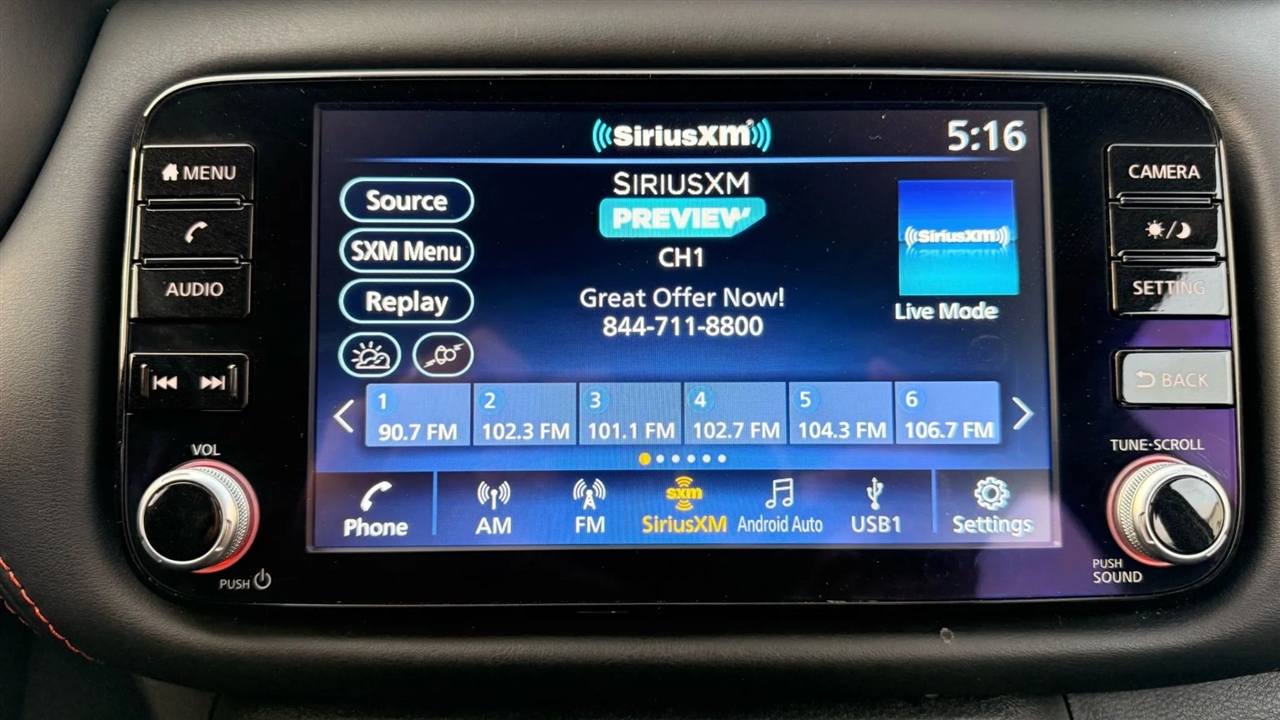 SiriusXM®
5:16
MENU
AUDIO
VOL
PUSH
Source
SXM Menu
Replay
SIRIUSXM
PREVIEW
CH1
Great Offer Now!
844-711-8800
SiriusXM
Live Mode
1
90.7 FM
2
102.3 FM
3
101.1 FM
4
102.7 FM
5
104.3 FM
6
106.7 FM
Phone
AM
FM
sxm
SiriusXM
Android Auto
USB1
Settings
CAMERA
SETTING
BACK
TUNE·SCROLL
PUSH
SOUND